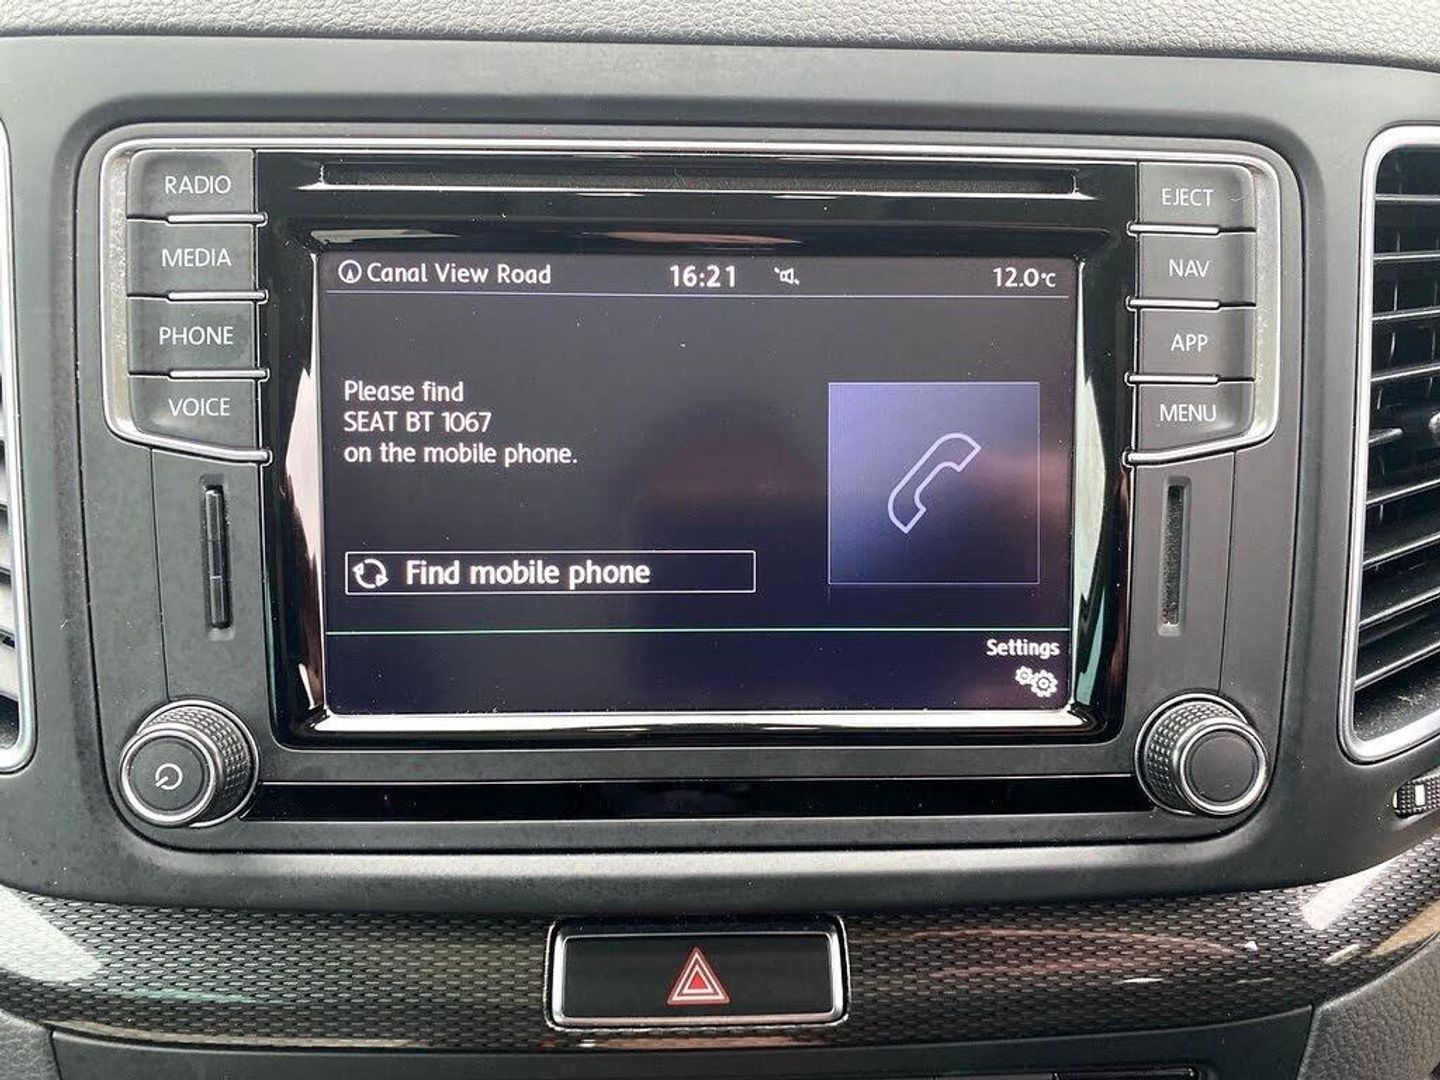 RADIO
MEDIA
PHONE
VOICE
Canal View Road 16:21 12.0°C
Please find
SEAT BT 1067
on the mobile phone.
Find mobile phone
Settings
EJECT
NAV
APP
MENU